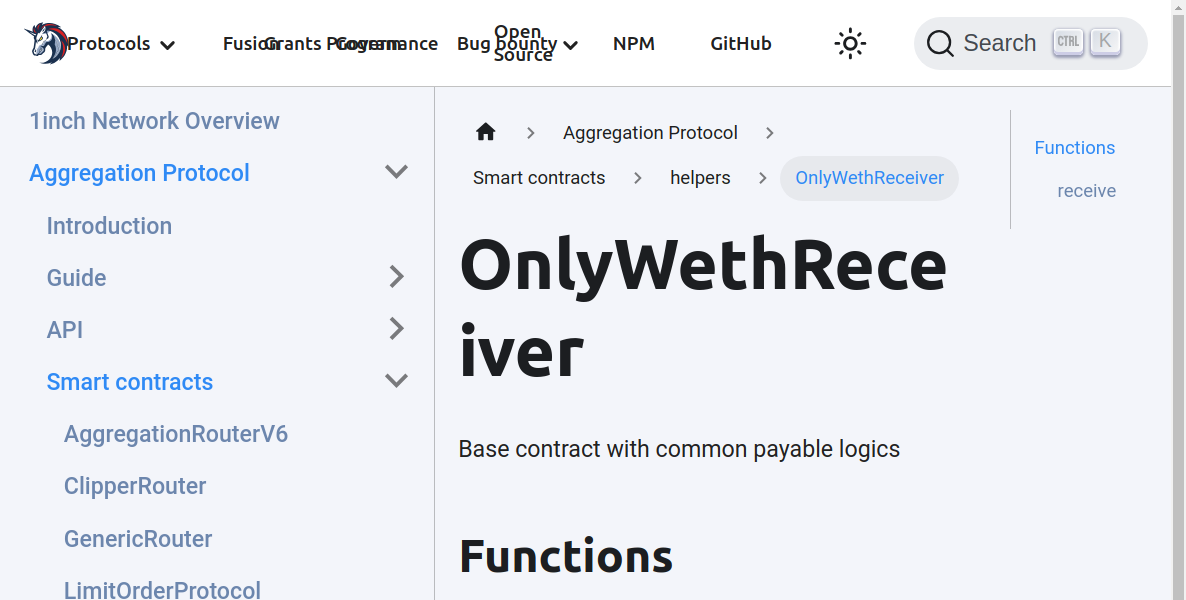 Protocols
Fusion
Grants Program
Governance
Bug bounty
Open
Source
NPM
GitHub
Search
CTRL
K
1inch Network Overview
Aggregation Protocol
Introduction
Guide
API
Smart contracts
AggregationRouterV6
ClipperRouter
GenericRouter
LimitOrderProtocol
Aggregation Protocol
Smart contracts
helpers
OnlyWethReceiver
OnlyWethRece
iver
Base contract with common payable logics
Functions
Functions
receive